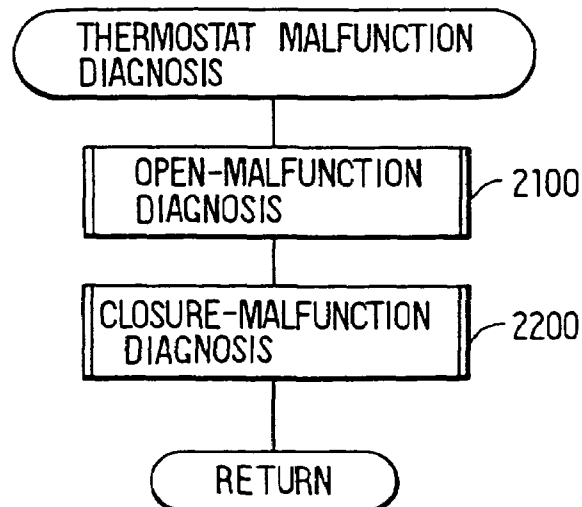 THERMOSTAT MALFUNCTION
DIAGNOSIS
OPEN-MALFUNCTION
DIAGNOSIS
2100
CLOSURE-MALFUNCTION
DIAGNOSIS
2200
RETURN